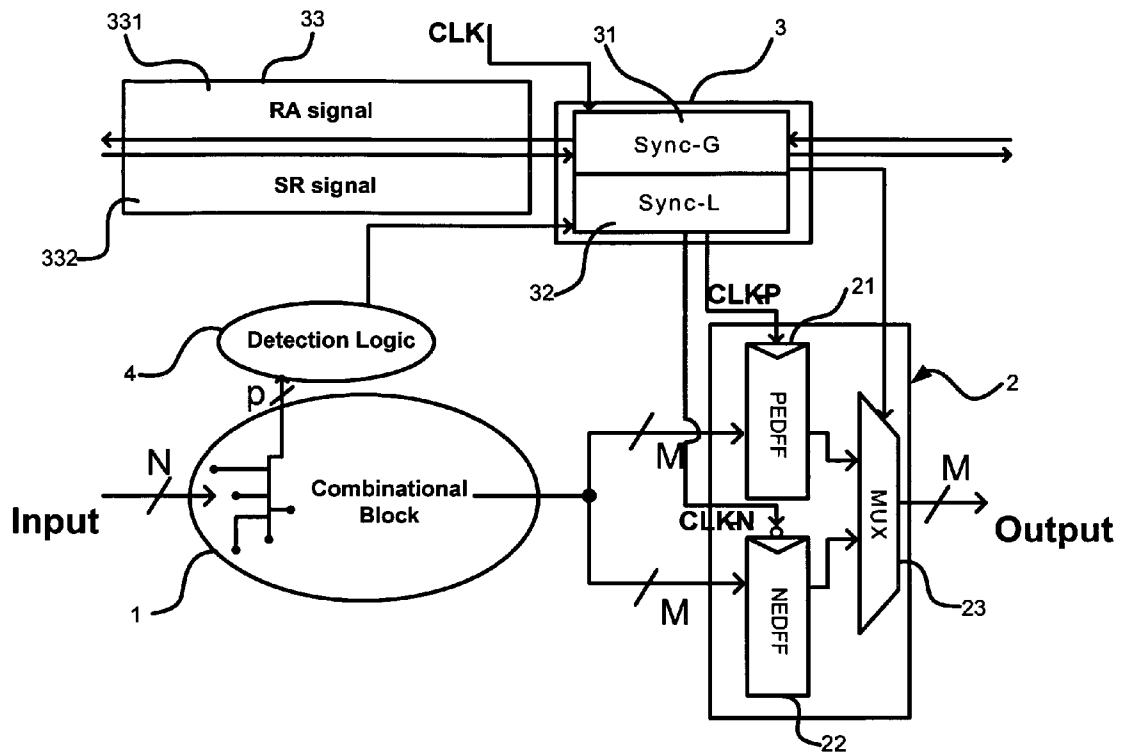 331
33
CLK
31
3
RA signal
Sync-G
SR signal
Sync-L
332
32
CLKP
21
Detection Logic
4
p
2
PEDFF
N
M
Combinational
Block
MUX
M
Input
CLKN
Output
1
M
NEDFF
23
22